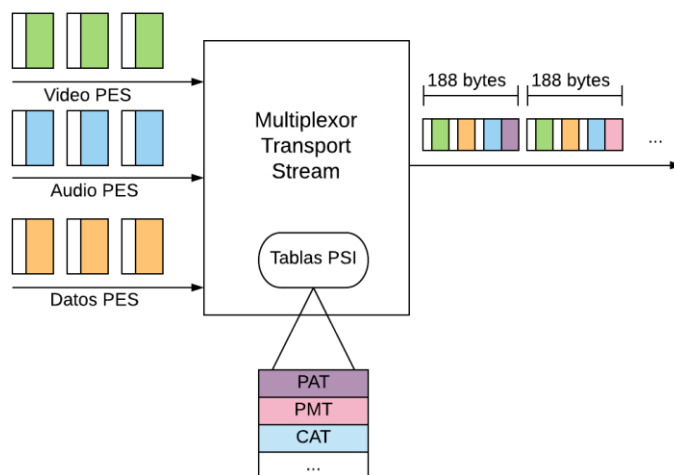 188 bytes
188 bytes
Video PES
Multiplexor
Transport
Stream
...
Audio PES
Tablas PSI
Datos PES
PAT
PMT
CAT
...